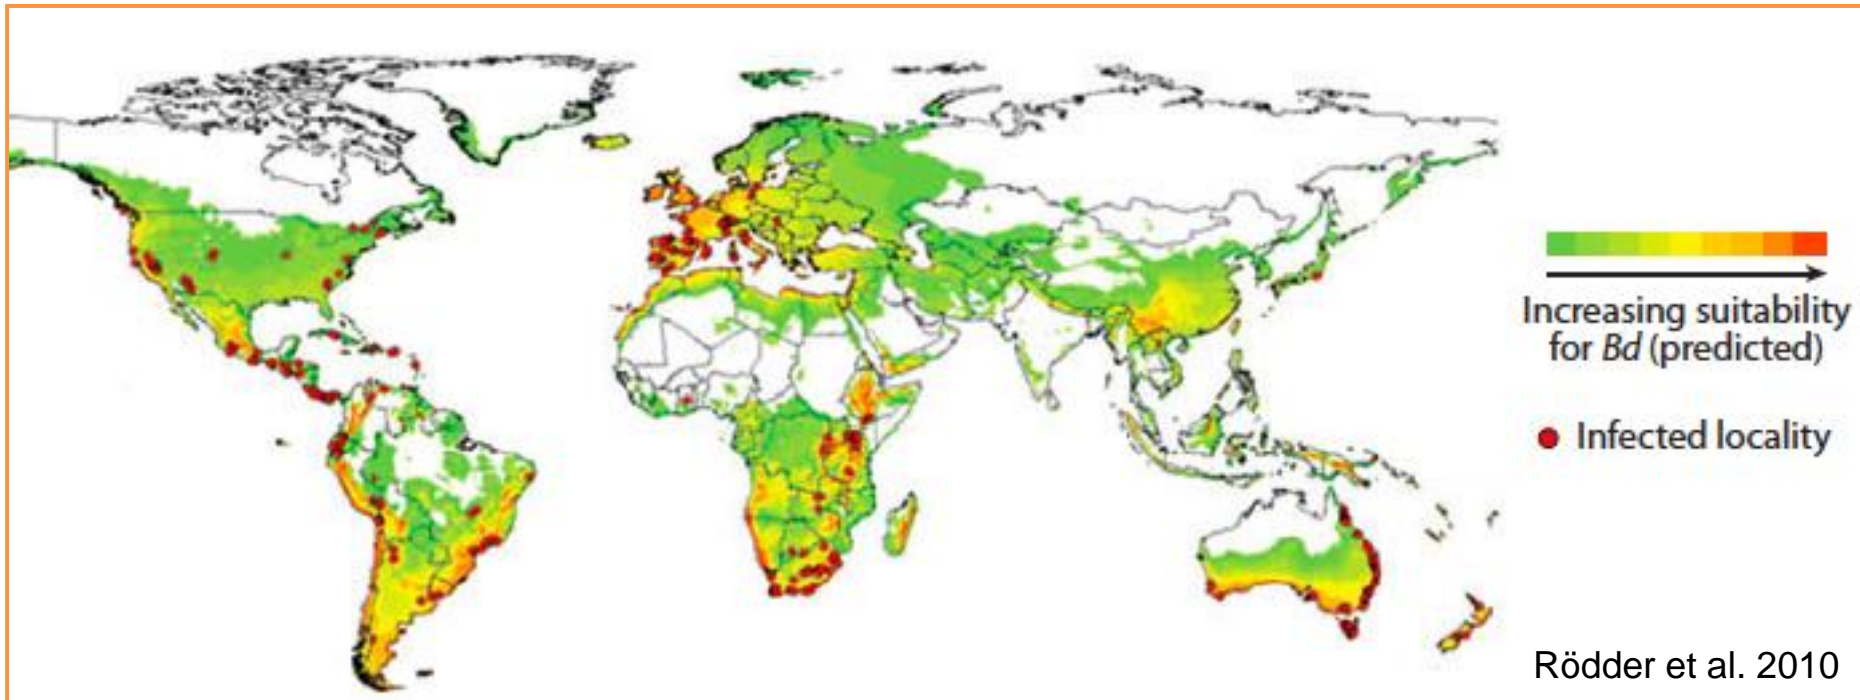 Increasing suitability
for Bd (predicted)
Infected locality
Rödder et al. 2010